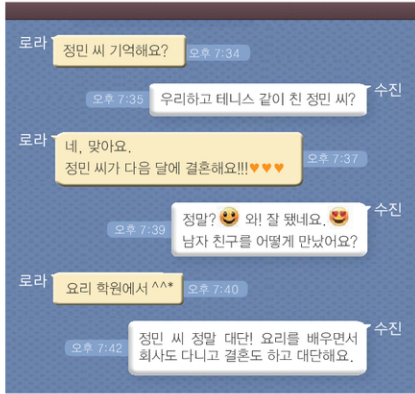 로라
정민 씨 기억해요?
오후 7:34
수진
오후 7:35
우리하고 테니스 같이 친 정민 씨?
로라
네, 맞아요.
정민 씨가 다음 달에 결혼해요!!!♥♥♥
오후 7:37
수진
정말?😃 와! 잘 됐네요.😍
남자 친구를 어떻게 만났어요?
오후 7:39
로라
요리 학원에서 ^^*
오후 7:40
수진
정민 씨 정말 대단! 요리를 배우면서
회사도 다니고 결혼도 하고 대단해요.
오후 7:42